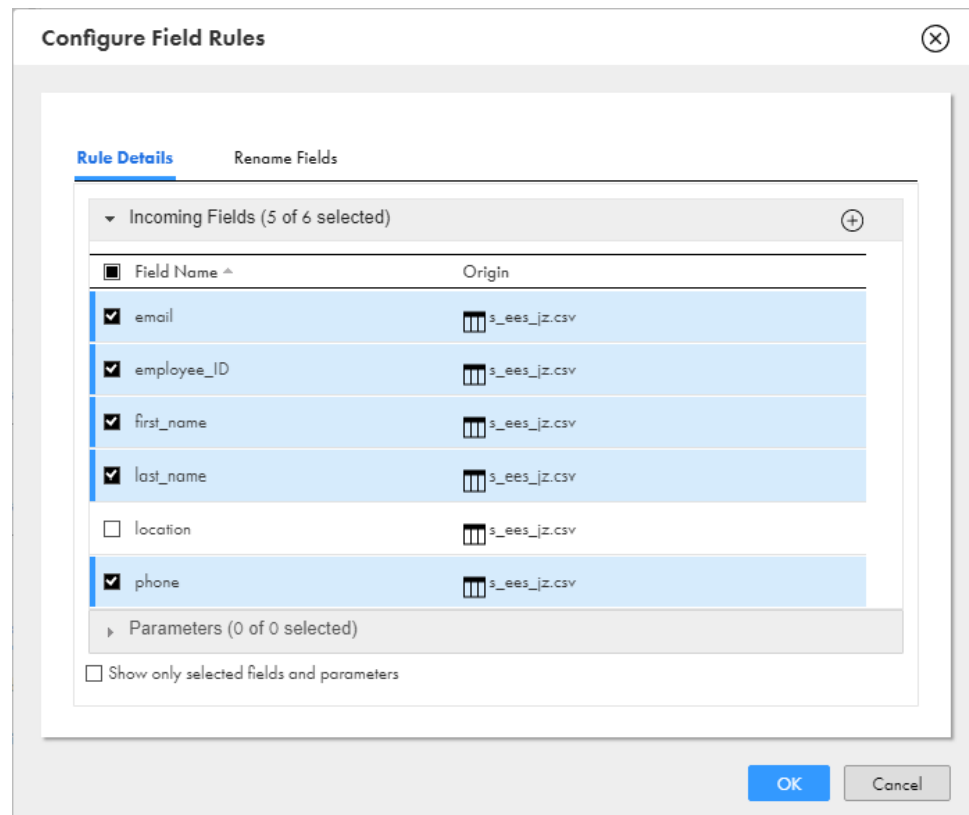 Configure Field Rules
Rule Details Rename Fields
Incoming Fields (5 of 6 selected)
Field Name Origin
email s_ees_jz.csv
employee_ID s_ees_jz.csv
first_name s_ees_jz.csv
last_name s_ees_jz.csv
location s_ees_jz.csv
phone s_ees_jz.csv
Parameters (0 of 0 selected)
Show only selected fields and parameters
OK Cancel